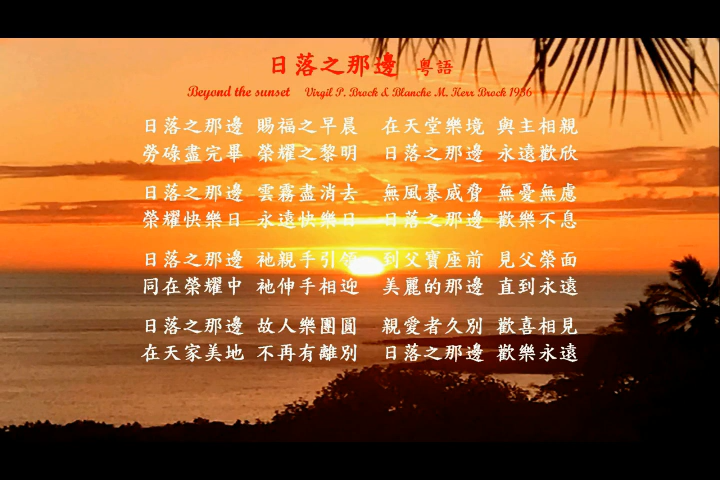 日落之那邊 粵語
Beyond the sunset Virgil P. Brock & Blanche M. Kerr Brock 1936
日落之那邊 賜福之早晨 在天堂樂境 與主相親
勞碌盡完畢 榮耀之黎明 日落之那邊 永遠歡欣
日落之那邊 雲霧盡消去 無風暴威脅 無憂無慮
榮耀快樂日 永遠快樂日 日落之那邊 歡樂不息
日落之那邊 祂親手引領 到父寶座前 見父榮面
同在榮耀中 祂伸手相迎 美麗的那邊 直到永遠
日落之那邊 故人樂團圓 親愛者久別 歡喜相見
在天家美地 不再有離別 日落之那邊 歡樂永遠